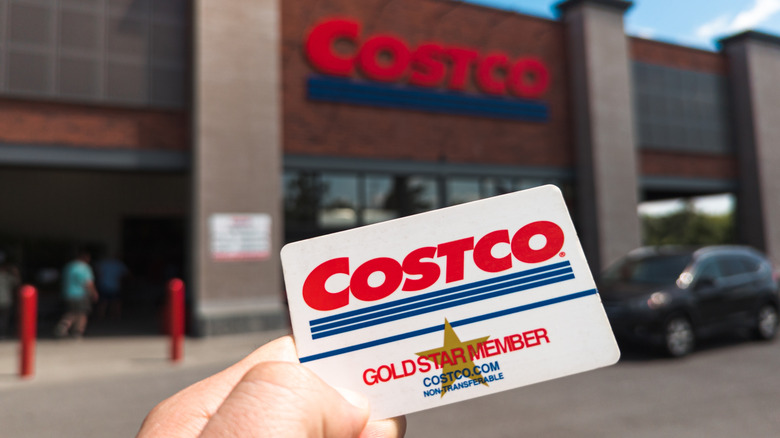 COSTCO
COSTCO®
GOLD STAR MEMBER
COSTCO.COM
NON-TRANSFERABLE